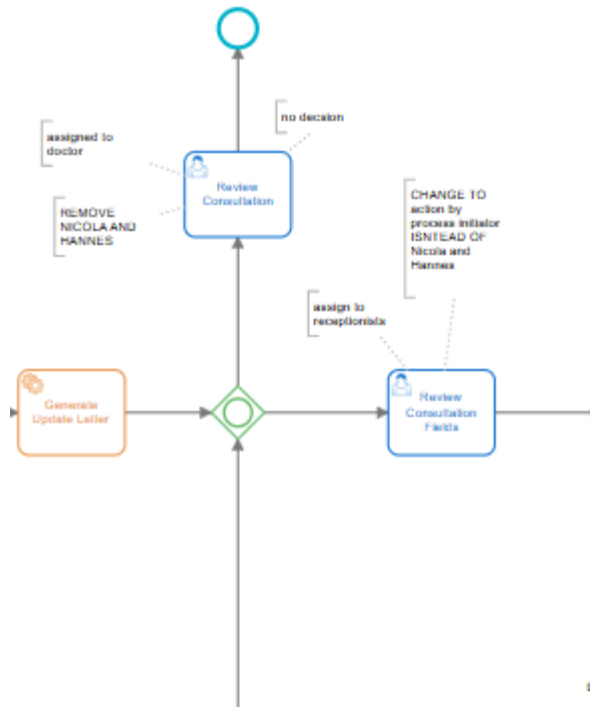 no decsion
assigned to
doctor
Review
Consultation
REMOVE
NICOLA AND
HANNES
CHANGE TO
action by
process initiator
ISNTEAD OF
Nicola and
Hannes
assign to
receptionists
Generate
Update Letter
Review
Consultation
Fields